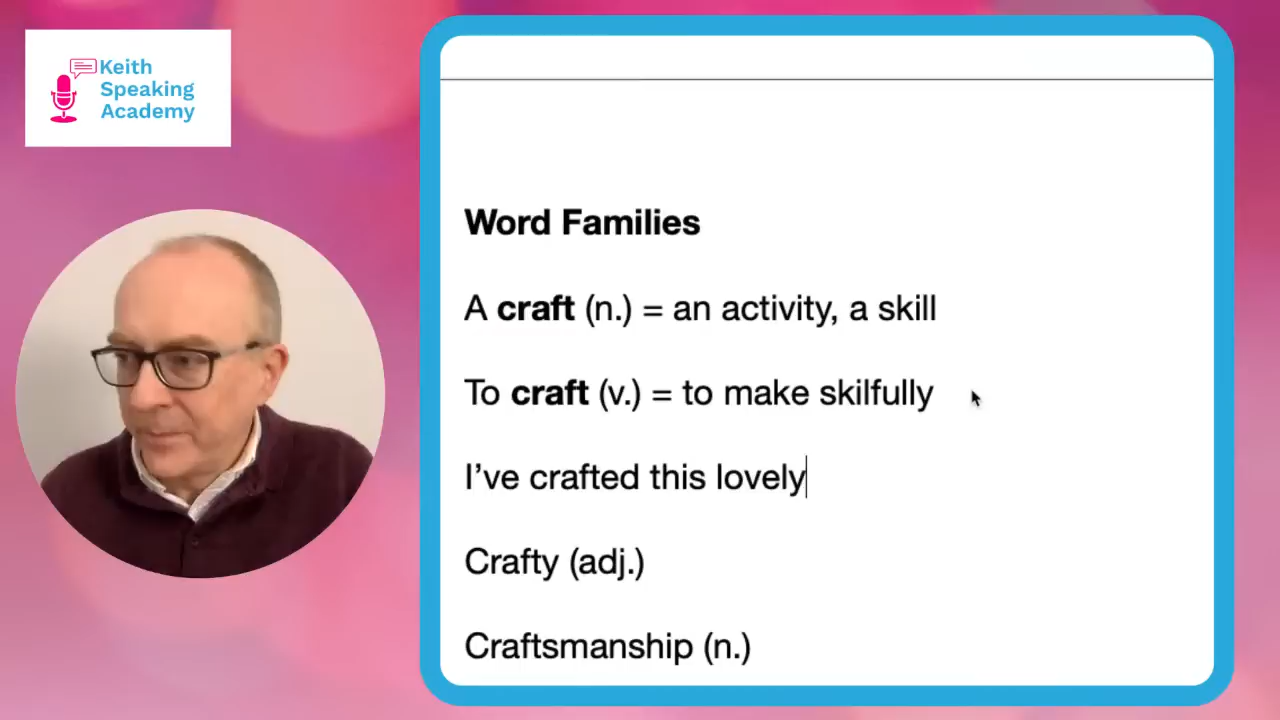 Keith
Speaking
Academy
Word Families
A craft (n.) = an activity, a skill
To craft (v.) = to make skilfully
I’ve crafted this lovely
Crafty (adj.)
Craftsmanship (n.)